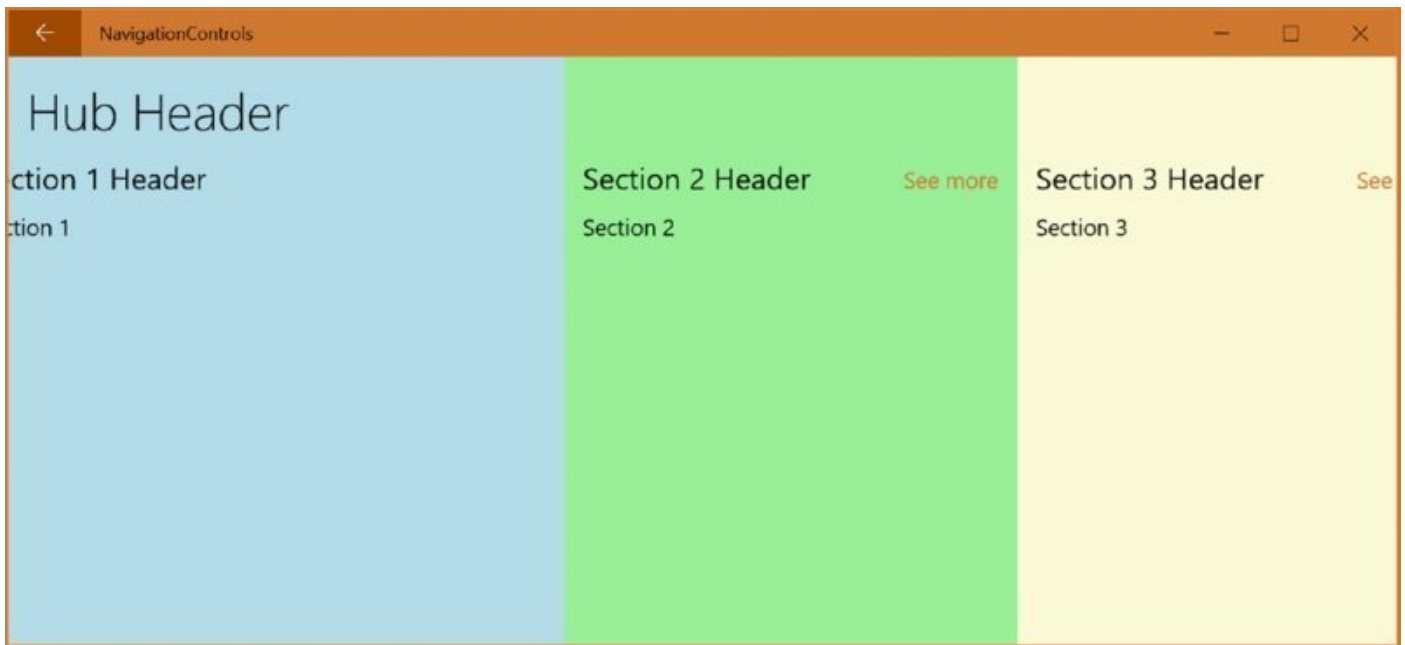 NavigationControls
Hub Header
ction 1 Header
Section 2 Header See more
Section 3 Header See
tion 1
Section 2
Section 3